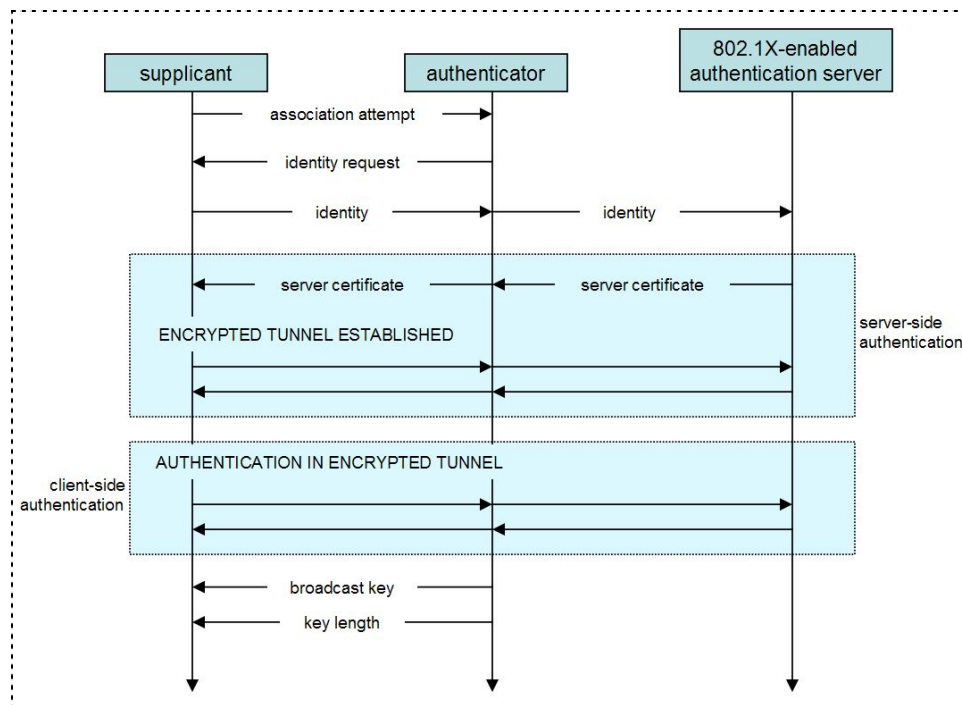 supplicant
authenticator
802.1X-enabled
authentication server
association attempt
identity request
identity
identity
server certificate
server certificate
ENCRYPTED TUNNEL ESTABLISHED
server-side
authentication
AUTHENTICATION IN ENCRYPTED TUNNEL
client-side
authentication
broadcast key
key length